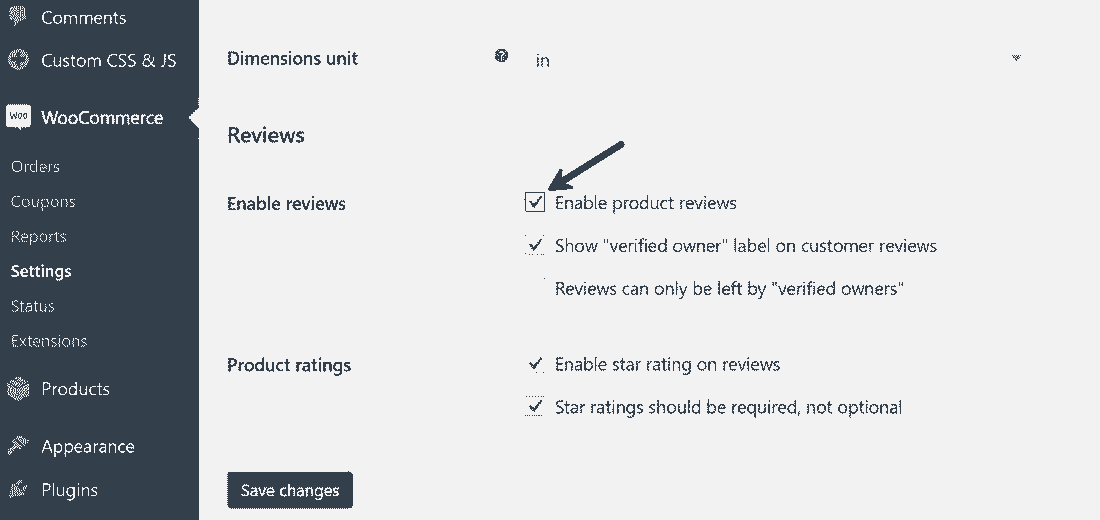 Comments
Custom CSS & JS
Woo WooCommerce
Orders
Coupons
Reports
Settings
Status
Extensions
Products
Appearance
Plugins
Dimensions unit
in
Reviews
Enable reviews
Enable product reviews
Show "verified owner" label on customer reviews
Reviews can only be left by "verified owners"
Product ratings
Enable star rating on reviews
Star ratings should be required, not optional
Save changes